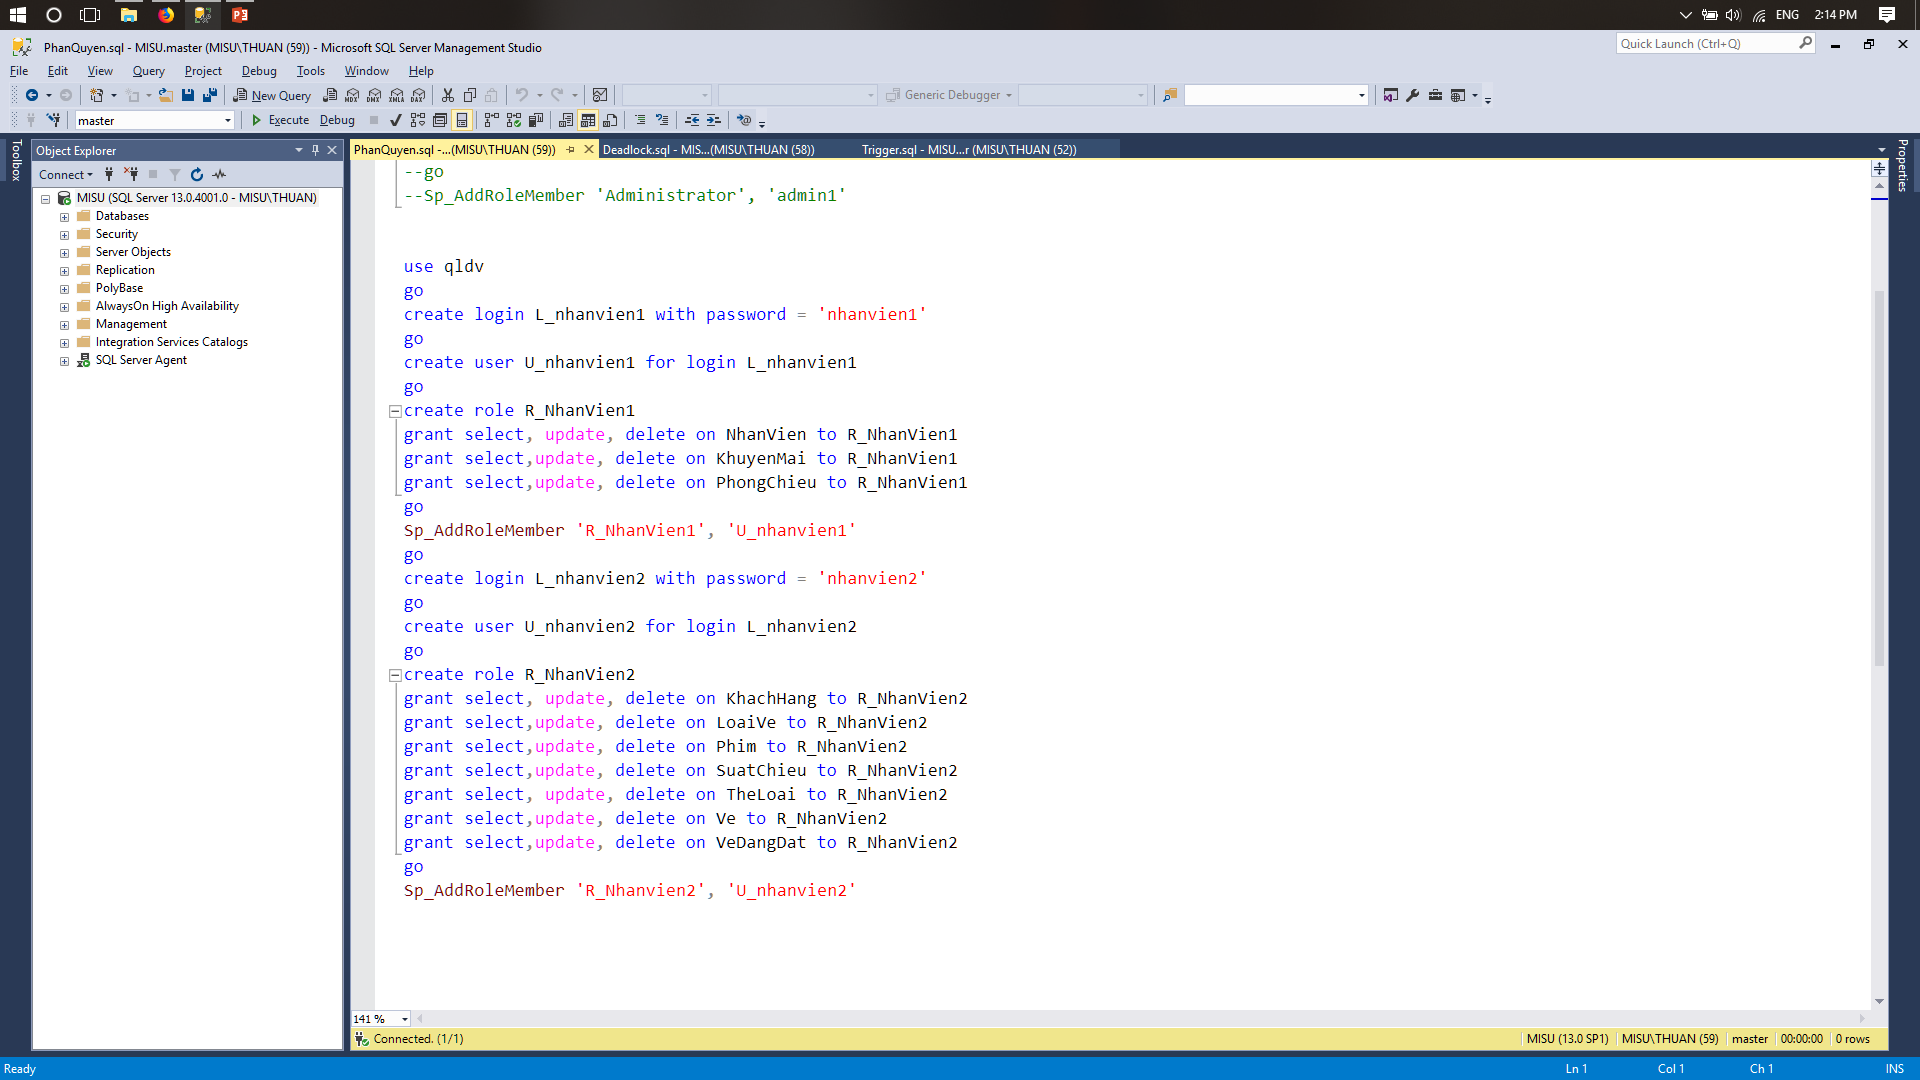 ENG 2:14 PM
PhanQuyen.sql - MISU.master (MISU\THUAN (59)) - Microsoft SQL Server Management Studio
Quick Launch (Ctrl+Q)
File Edit View Query Project Debug Tools Window Help
New Query MDX DMX XMLA DAX Generic Debugger
master Execute Debug
Toolbox
Object Explorer
Connect
MISU (SQL Server 13.0.4001.0 - MISU\THUAN)
Databases
Security
Server Objects
Replication
PolyBase
AlwaysOn High Availability
Management
Integration Services Catalogs
SQL Server Agent
PhanQuyen.sql -...(MISU\THUAN (59)) Deadlock.sql - MIS...(MISU\THUAN (58)) Trigger.sql - MISU...r (MISU\THUAN (52))
Properties
--go
--Sp_AddRoleMember 'Administrator', 'admin1'
use qldv
go
create login L_nhanvien1 with password = 'nhanvien1'
go
create user U_nhanvien1 for login L_nhanvien1
go
create role R_NhanVien1
grant select, update, delete on NhanVien to R_NhanVien1
grant select,update, delete on KhuyenMai to R_NhanVien1
grant select,update, delete on PhongChieu to R_NhanVien1
go
Sp_AddRoleMember 'R_NhanVien1', 'U_nhanvien1'
go
create login L_nhanvien2 with password = 'nhanvien2'
go
create user U_nhanvien2 for login L_nhanvien2
go
create role R_NhanVien2
grant select, update, delete on KhachHang to R_NhanVien2
grant select,update, delete on LoaiVe to R_NhanVien2
grant select,update, delete on Phim to R_NhanVien2
grant select,update, delete on SuatChieu to R_NhanVien2
grant select, update, delete on TheLoai to R_NhanVien2
grant select,update, delete on Ve to R_NhanVien2
grant select,update, delete on VeDangDat to R_NhanVien2
go
Sp_AddRoleMember 'R_Nhanvien2', 'U_nhanvien2'
141 %
Connected. (1/1) MISU (13.0 SP1) MISU\THUAN (59) master 00:00:00 0 rows
Ready Ln 1 Col 1 Ch 1 INS